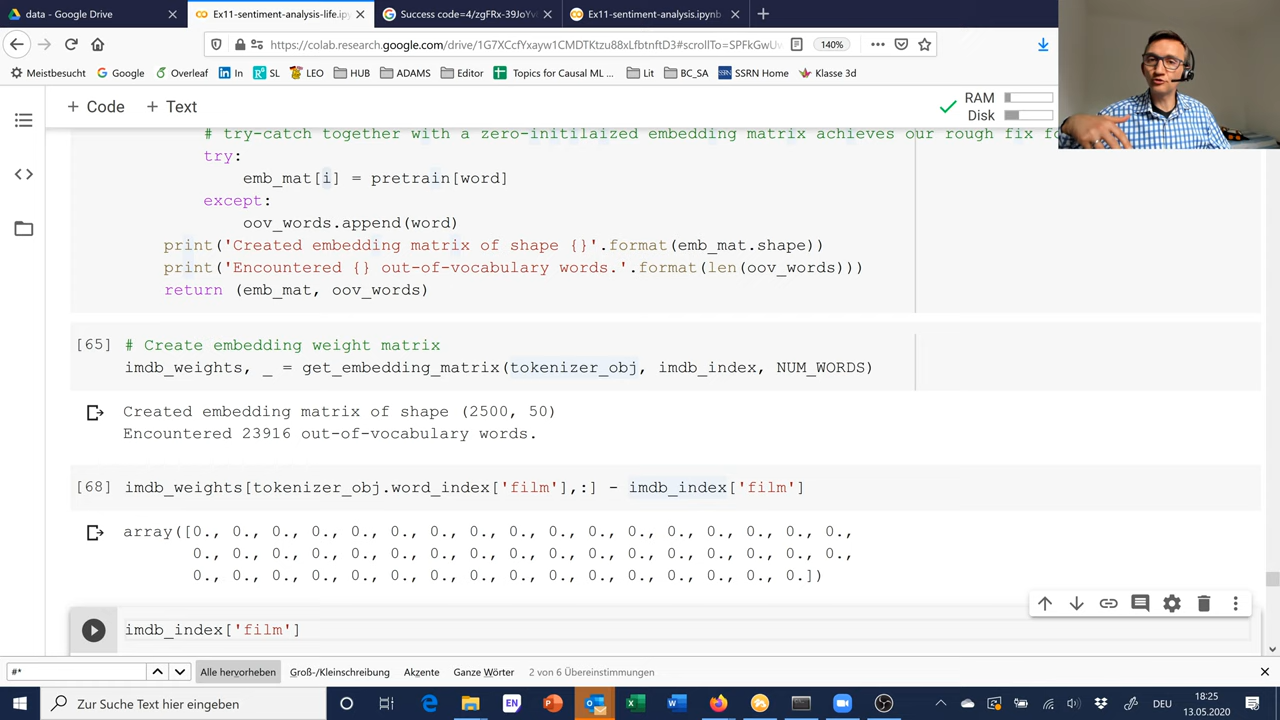 data - Google Drive
Ex11-sentiment-analysis-life.ipy
Success code=4/zgFRx-39JoYv
Ex11-sentiment-analysis.ipynb
https://colab.research.google.com/drive/1G7XCcfYxayw1CMDTKtzu88xLfbtnftD3#scrollTo=SPFkGwU
140%
Meistbesucht
Google
Overleaf
In
SL
LEO
HUB
ADAMS
Editor
Topics for Causal ML ...
Lit
BC_SA
SSRN Home
Klasse 3d
+ Code + Text
RAM
Disk
# try-catch together with a zero-initilaized embedding matrix achieves our rough fix fo
try:
emb_mat[i] = pretrain[word]
except:
oov_words.append(word)
print('Created embedding matrix of shape {}'.format(emb_mat.shape))
print('Encountered {} out-of-vocabulary words.'.format(len(oov_words)))
return (emb_mat, oov_words)
[65] # Create embedding weight matrix
imdb_weights, _ = get_embedding_matrix(tokenizer_obj, imdb_index, NUM_WORDS)
Created embedding matrix of shape (2500, 50)
Encountered 23916 out-of-vocabulary words.
[68] imdb_weights[tokenizer_obj.word_index['film'],:] - imdb_index['film']
array([0., 0., 0., 0., 0., 0., 0., 0., 0., 0., 0., 0., 0., 0., 0., 0., 0.,
0., 0., 0., 0., 0., 0., 0., 0., 0., 0., 0., 0., 0., 0., 0., 0., 0.,
0., 0., 0., 0., 0., 0., 0., 0., 0., 0., 0., 0., 0., 0., 0., 0.])
imdb_index['film']
#*
Alle hervorheben
Groß-/Kleinschreibung
Akzente
Ganze Wörter
2 von 6 Übereinstimmungen
Zur Suche Text hier eingeben
EN
DEU
18:25
13.05.2020